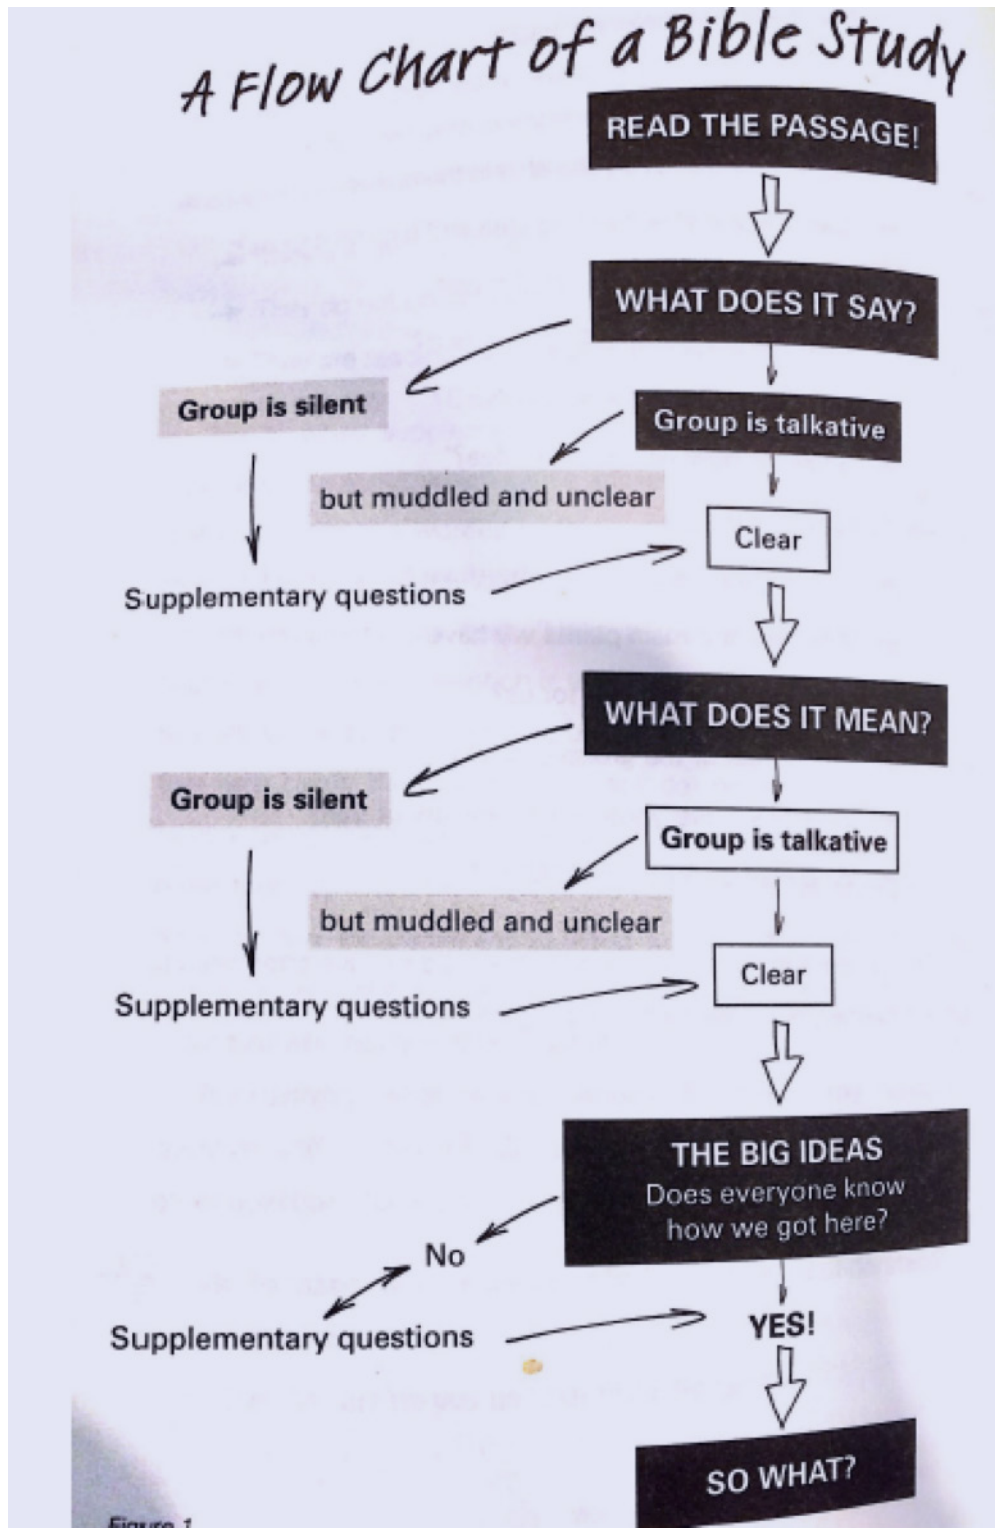 A Flow Chart of a Bible Study
READ THE PASSAGE!
WHAT DOES IT SAY?
Group is silent
Group is talkative
but muddled and unclear
Clear
Supplementary questions
WHAT DOES IT MEAN?
Group is silent
Group is talkative
but muddled and unclear
Clear
Supplementary questions
THE BIG IDEAS
Does everyone know
how we got here?
No
Supplementary questions
YES!
SO WHAT?
Figure 1